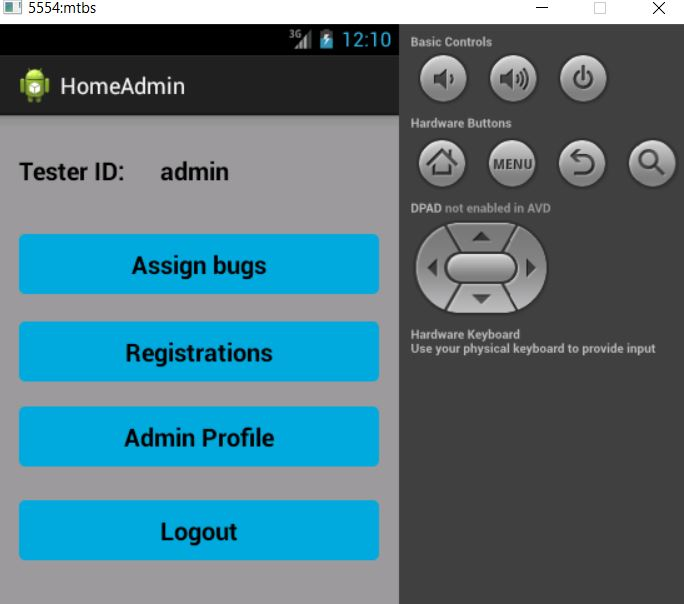 5554:mtbs
3G 12:10
HomeAdmin
Tester ID: admin
Assign bugs
Registrations
Admin Profile
Logout
Basic Controls
Hardware Buttons
MENU
DPAD not enabled in AVD
Hardware Keyboard
Use your physical keyboard to provide input